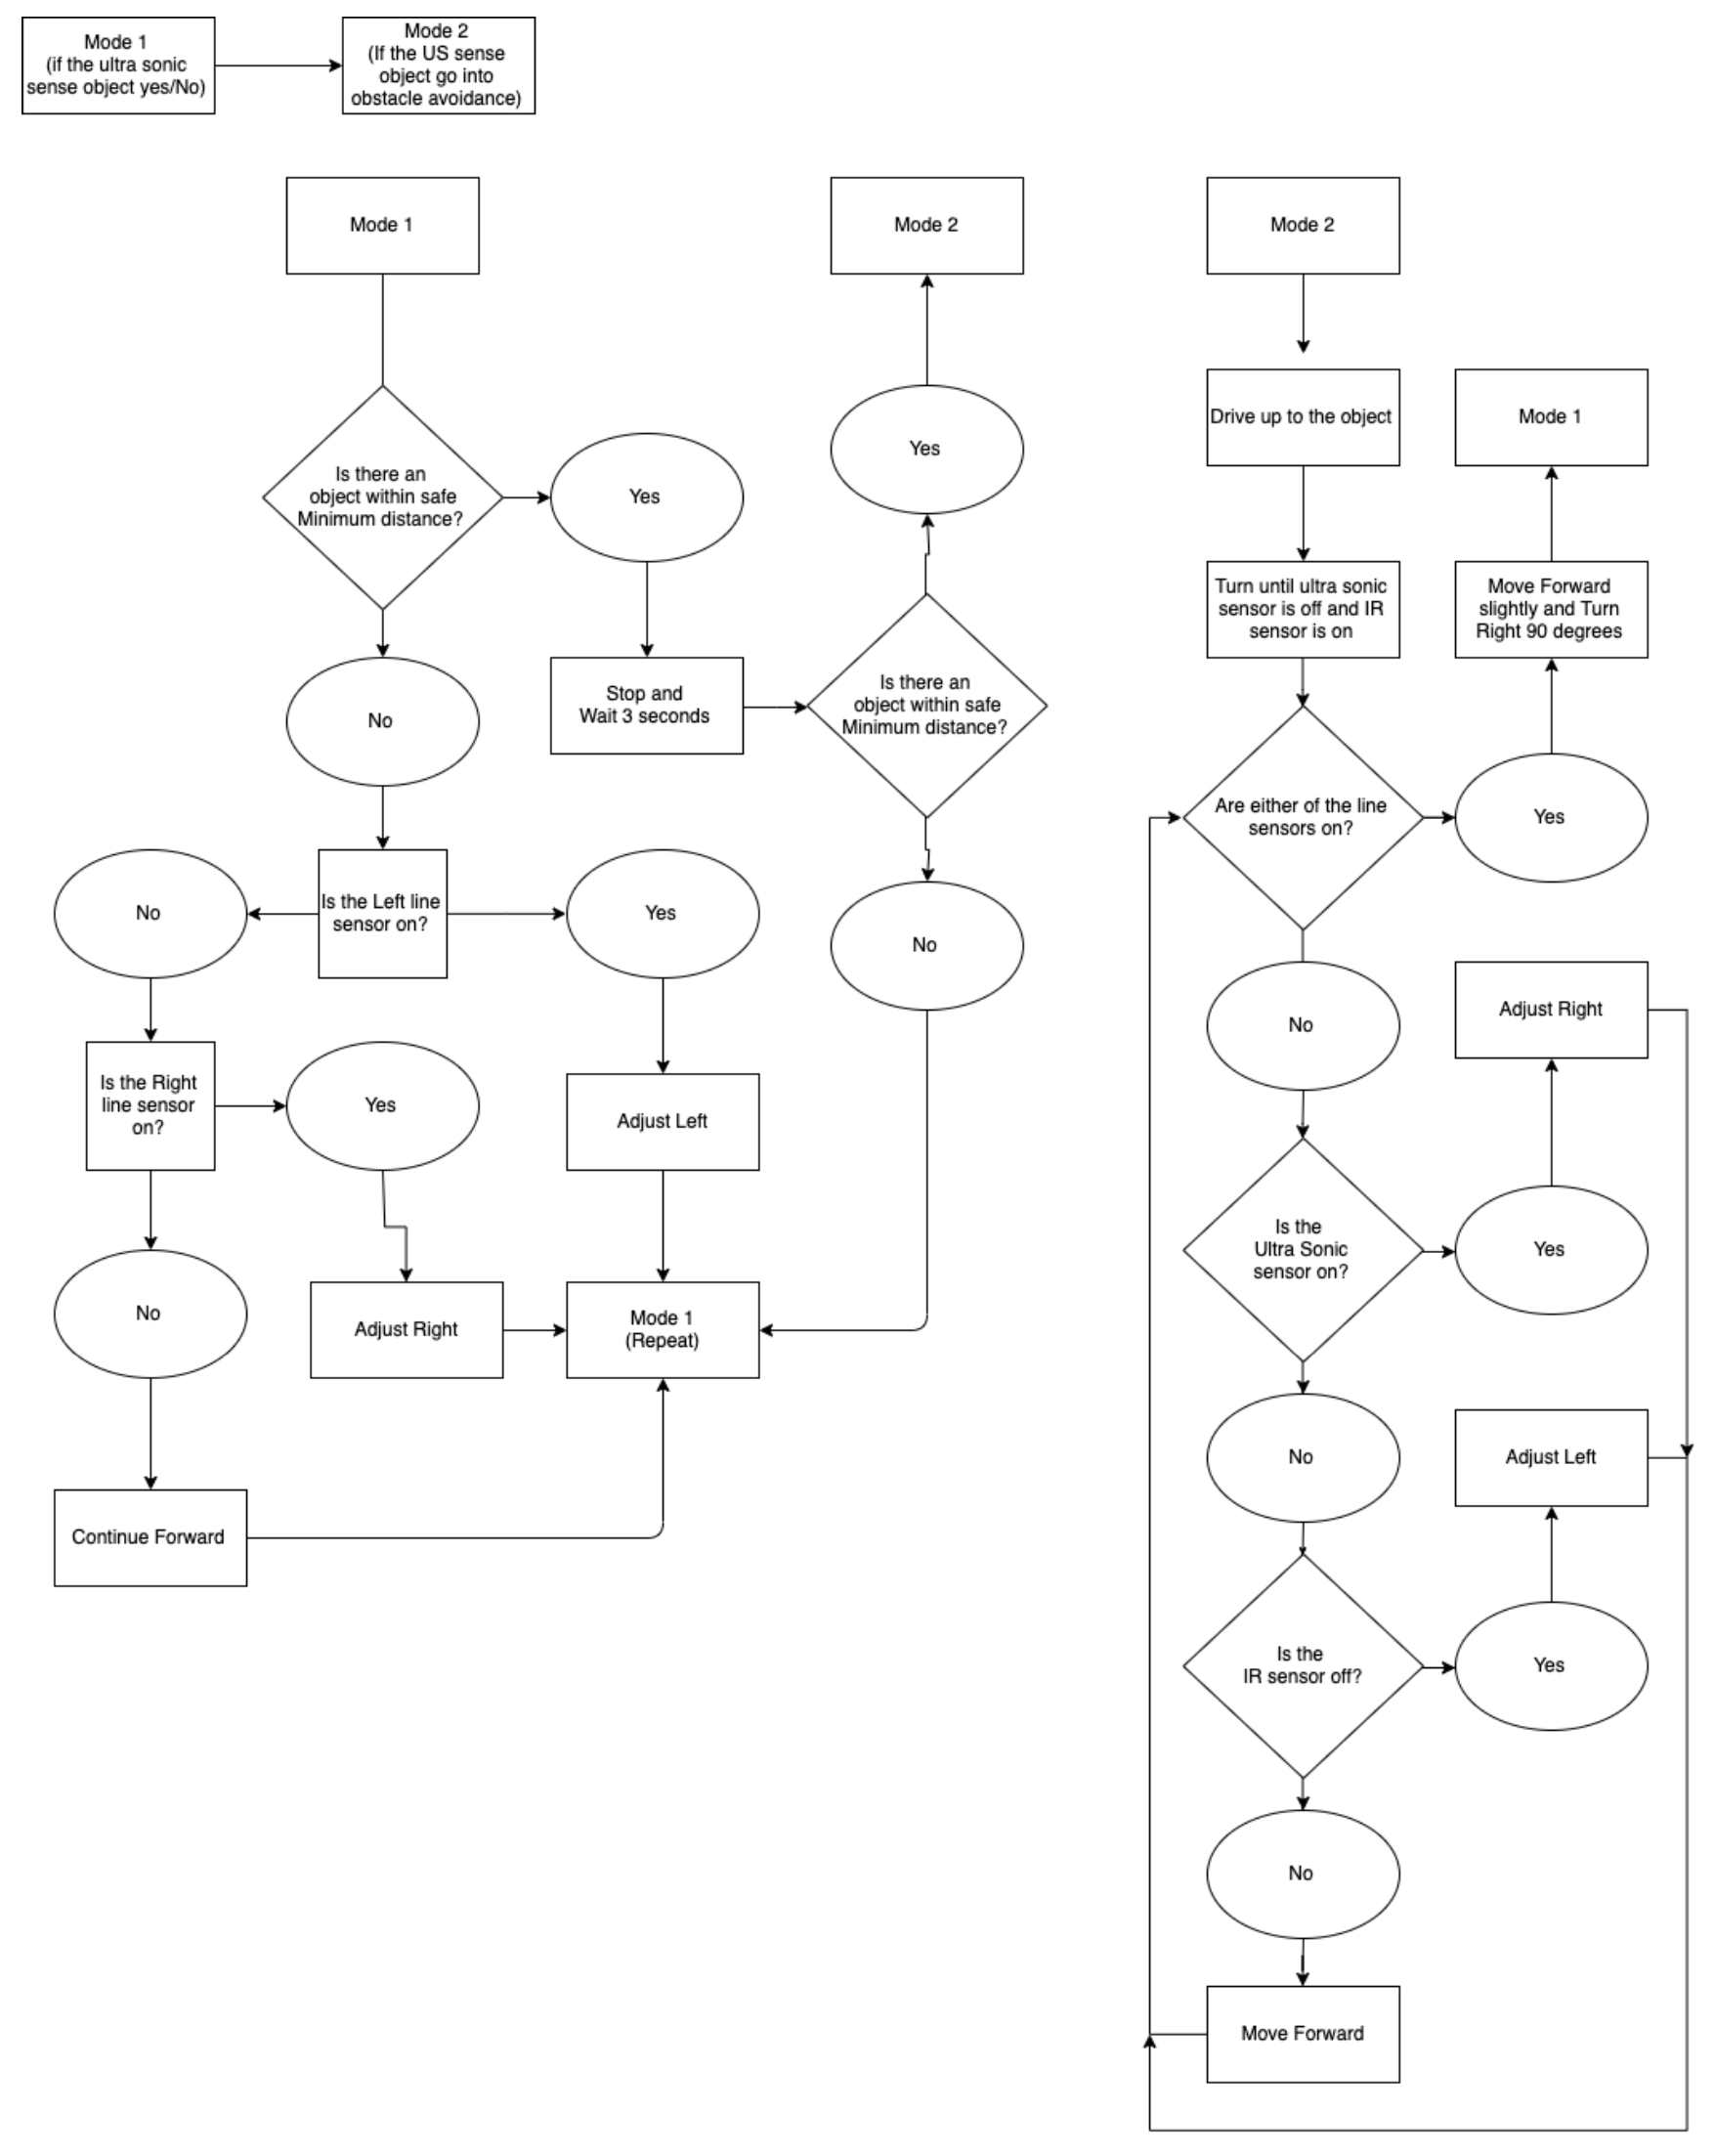 Mode 1
(if the ultra sonic
sense object yes/No)
Mode 2
(If the US sense
object go into
obstacle avoidance)
Mode 1
Is there an
object within safe
Minimum distance?
Yes
Stop and
Wait 3 seconds
No
Is the Left line
sensor on?
No
Yes
Is the Right
line sensor
on?
Yes
Adjust Left
No
Adjust Right
Mode 1
(Repeat)
Continue Forward
Mode 2
Yes
Is there an
object within safe
Minimum distance?
No
Mode 2
Drive up to the object
Turn until ultra sonic
sensor is off and IR
sensor is on
Are either of the line
sensors on?
Yes
Move Forward
slightly and Turn
Right 90 degrees
Mode 1
No
Is the
Ultra Sonic
sensor on?
Yes
Adjust Right
No
Is the
IR sensor off?
Yes
Adjust Left
No
Move Forward